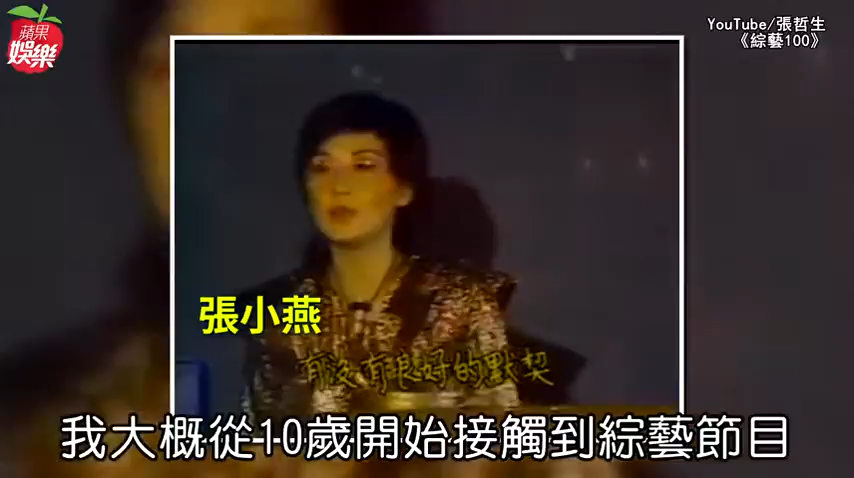 蘋果
娛樂
YouTube/張哲生
《綜藝100》
張小燕
有沒有良好的默契
我大概從10歲開始接觸到綜藝節目